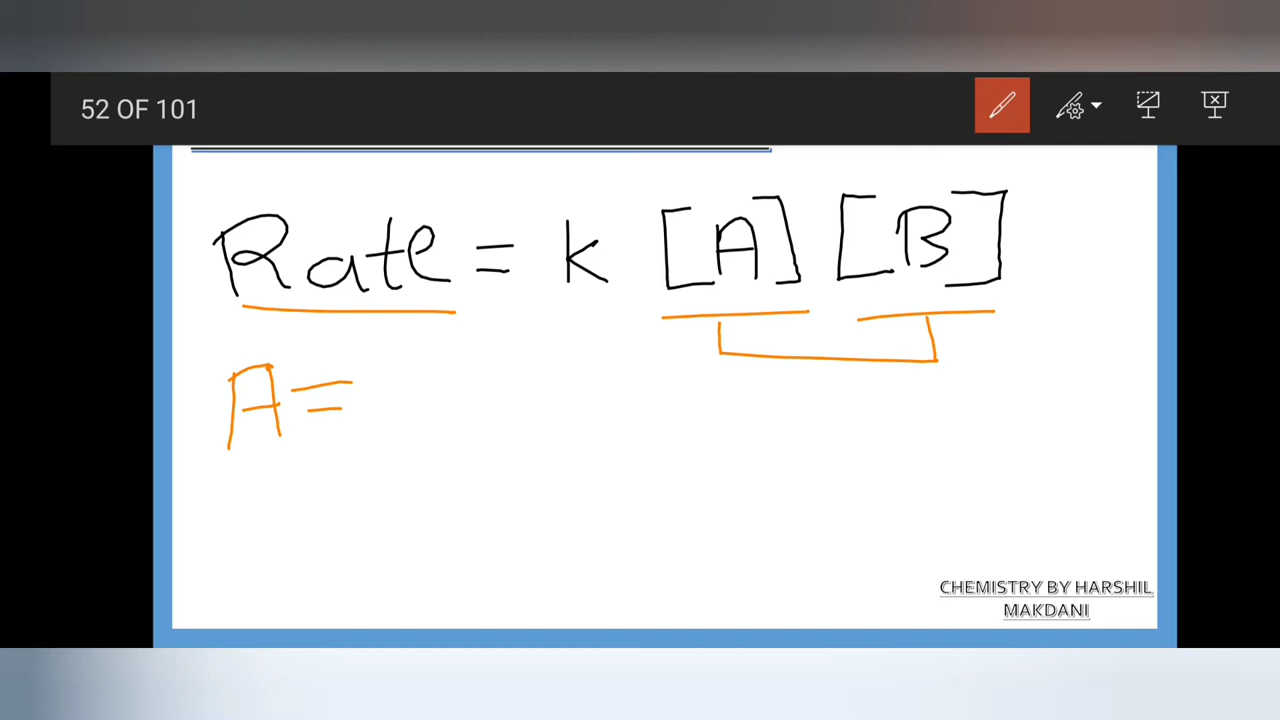 52 OF 101
Rate = k [A] [B]
A =
CHEMISTRY BY HARSHIL
MAKDANI